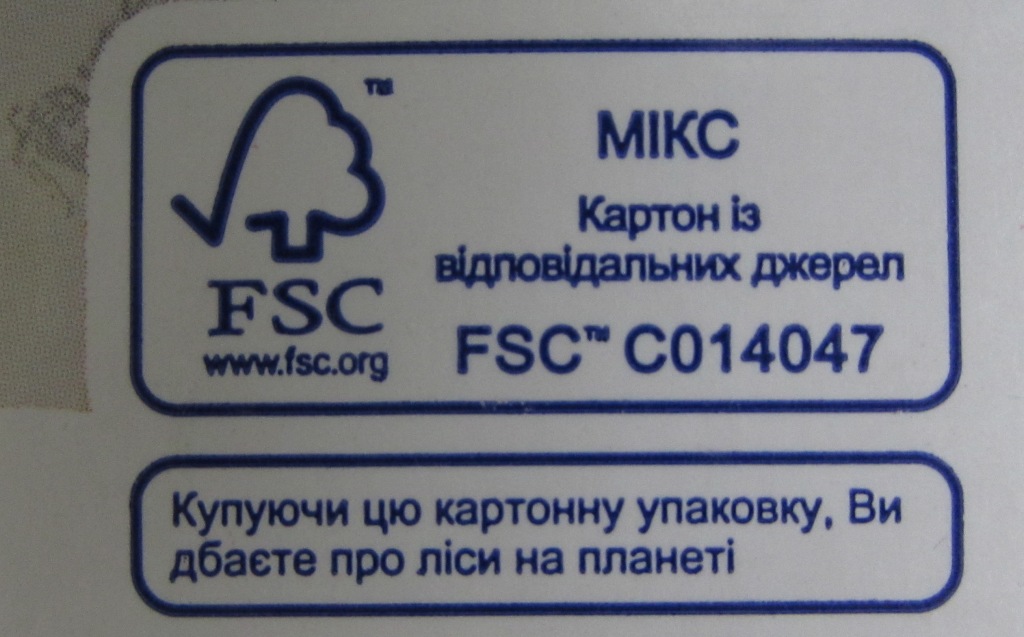 TM
FSC
www.fsc.org
МІКС
Картон із
відповідальних джерел
FSC™ C014047
Купуючи цю картонну упаковку, Ви
дбаєте про ліси на планеті